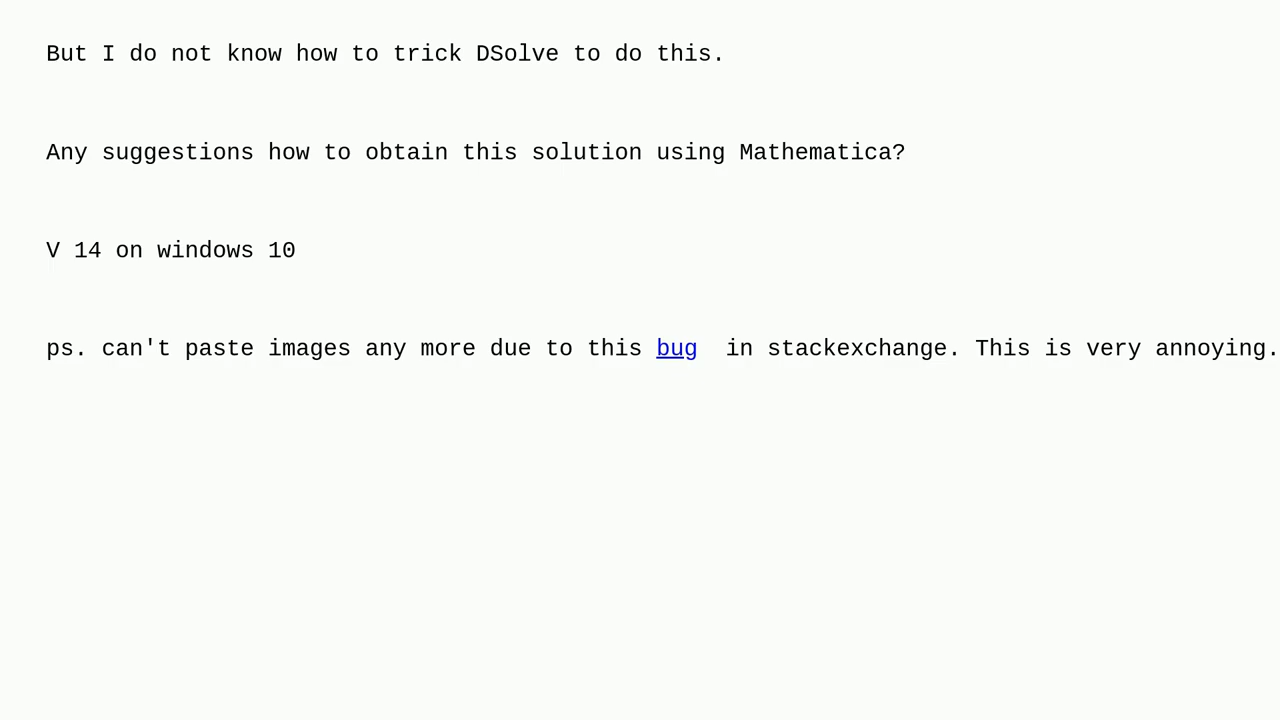 But I do not know how to trick DSolve to do this.
Any suggestions how to obtain this solution using Mathematica?
V 14 on windows 10
ps. can't paste images any more due to this bug  in stackexchange. This is very annoying.